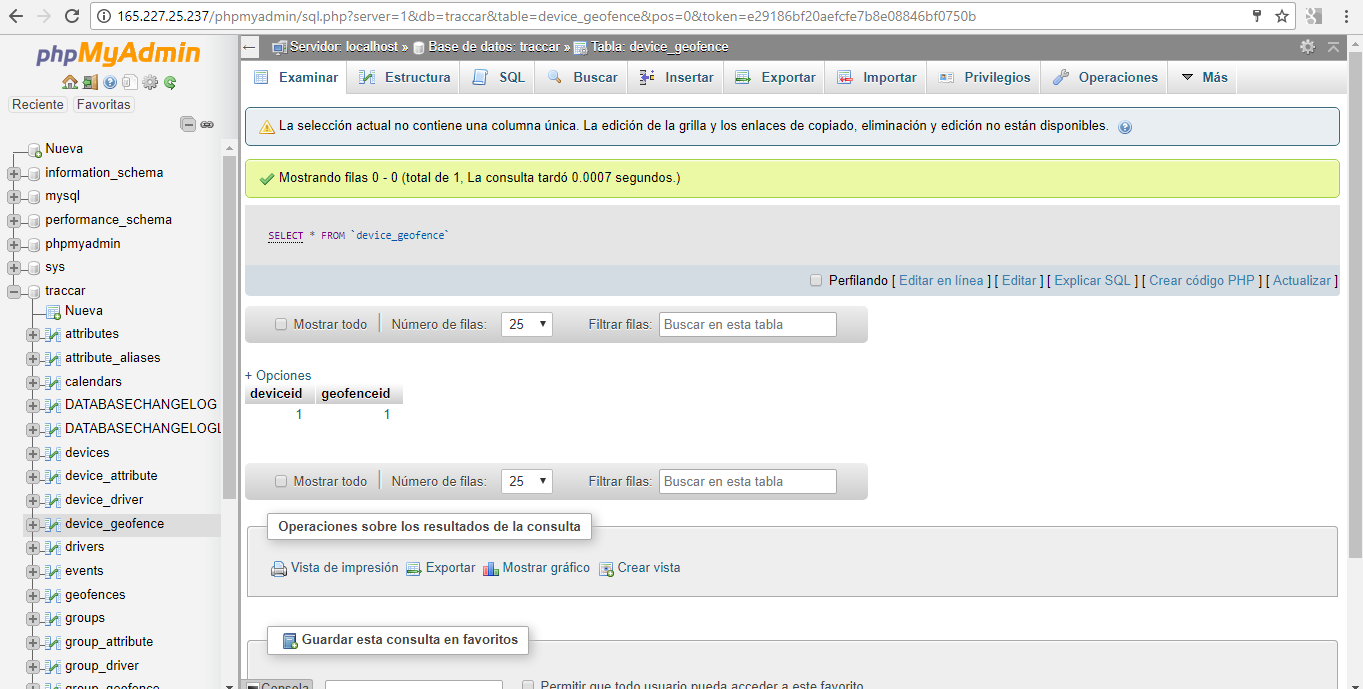 165.227.25.237/phpmyadmin/sql.php?server=1&db=traccar&table=device_geofence&pos=0&token=e29186bf20aefcfe7b8e08846bf0750b
phpMyAdmin
Reciente Favoritas
Nueva
information_schema
mysql
performance_schema
phpmyadmin
sys
traccar
Nueva
attributes
attribute_aliases
calendars
DATABASECHANGELOG
DATABASECHANGELOGL
devices
device_attribute
device_driver
device_geofence
drivers
events
geofences
groups
group_attribute
group_driver
group_geofence
Servidor: localhost » Base de datos: traccar » Tabla: device_geofence
Examinar Estructura SQL Buscar Insertar Exportar Importar Privilegios Operaciones Más
La selección actual no contiene una columna única. La edición de la grilla y los enlaces de copiado, eliminación y edición no están disponibles.
Mostrando filas 0 - 0 (total de 1, La consulta tardó 0.0007 segundos.)
SELECT * FROM `device_geofence`
Perfilando [ Editar en línea ] [ Editar ] [ Explicar SQL ] [ Crear código PHP ] [ Actualizar ]
Mostrar todo Número de filas: 25 Filtrar filas: Buscar en esta tabla
+ Opciones
deviceid geofenceid
1 1
Mostrar todo Número de filas: 25 Filtrar filas: Buscar en esta tabla
Operaciones sobre los resultados de la consulta
Vista de impresión Exportar Mostrar gráfico Crear vista
Guardar esta consulta en favoritos
Consola Permitir que todo usuario pueda acceder a este favorito